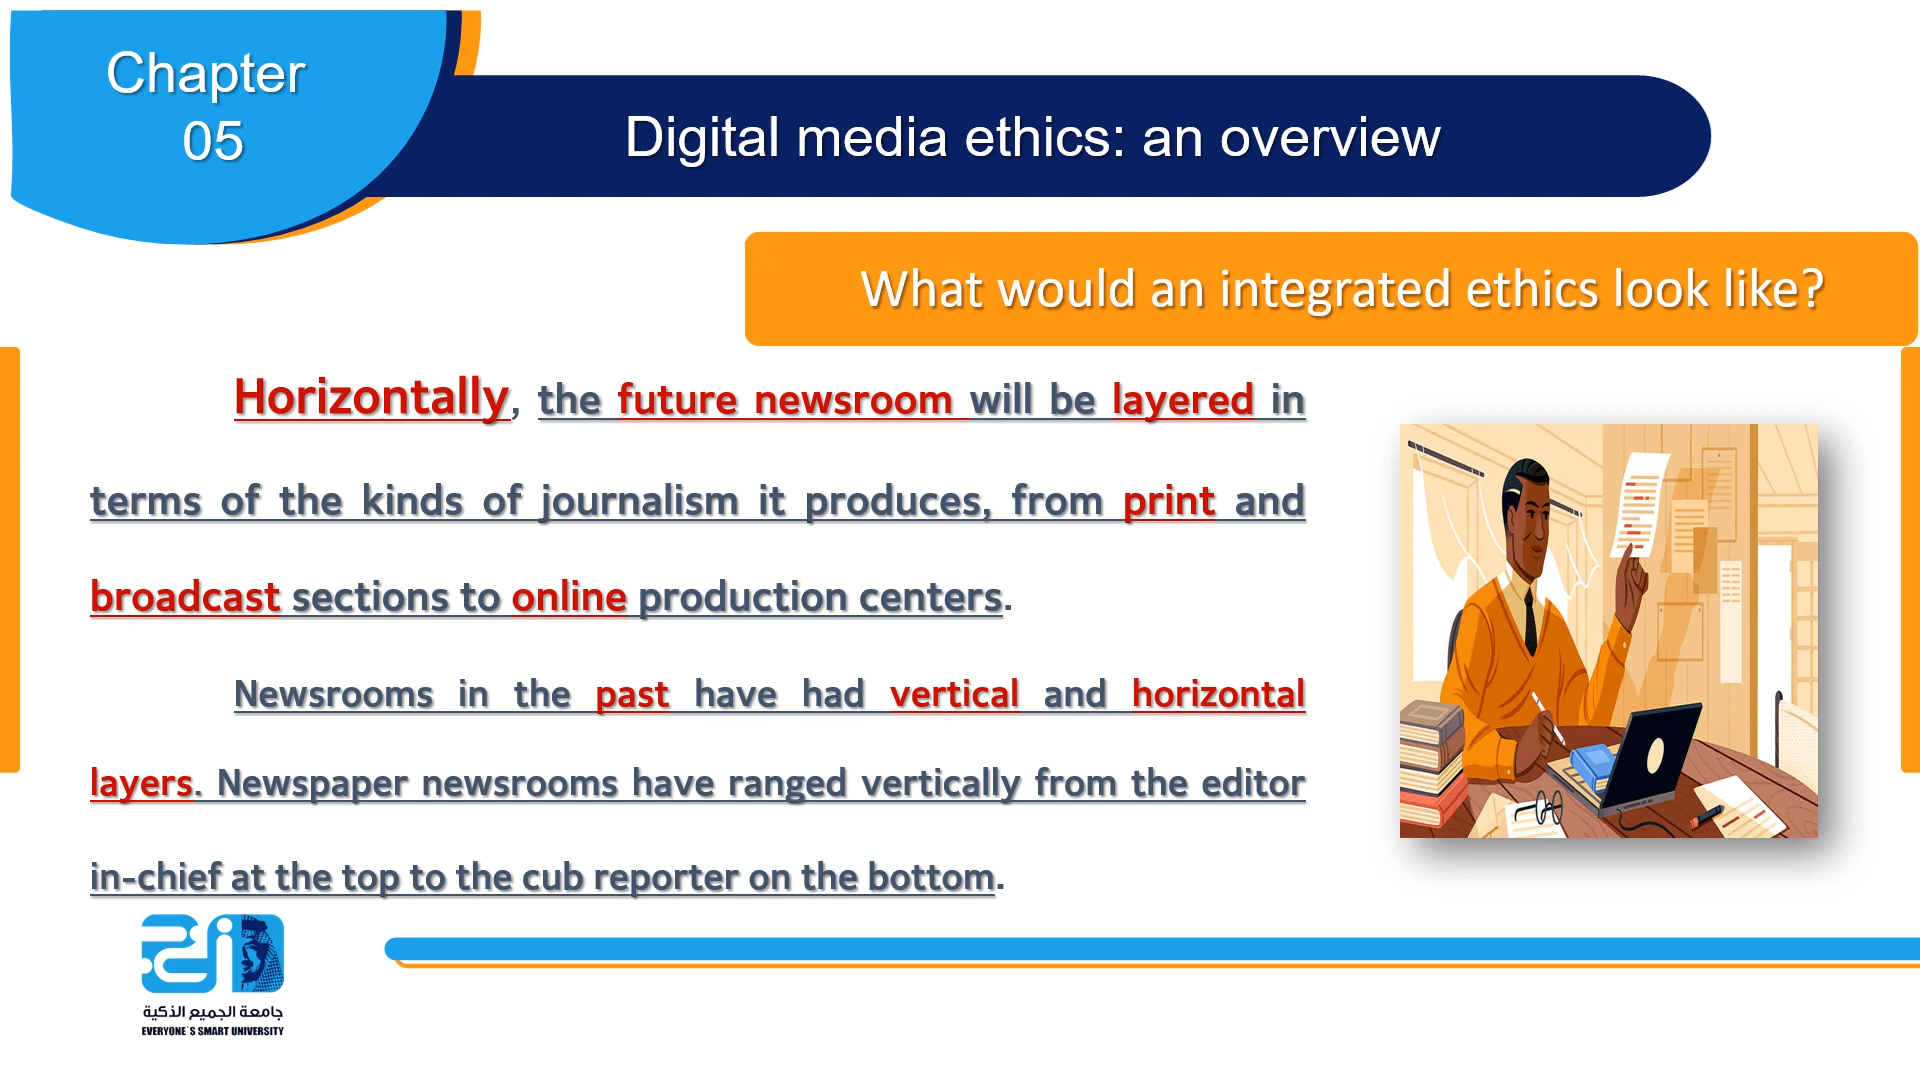 Chapter
05
Digital media ethics: an overview
What would an integrated ethics look like?
Horizontally, the future newsroom will be layered in
terms of the kinds of journalism it produces, from print and
broadcast sections to online production centers.
Newsrooms in the past have had vertical and horizontal
layers. Newspaper newsrooms have ranged vertically from the editor
in-chief at the top to the cub reporter on the bottom.
جامعة الجميع الذكية
EVERYONE`S SMART UNIVERSITY